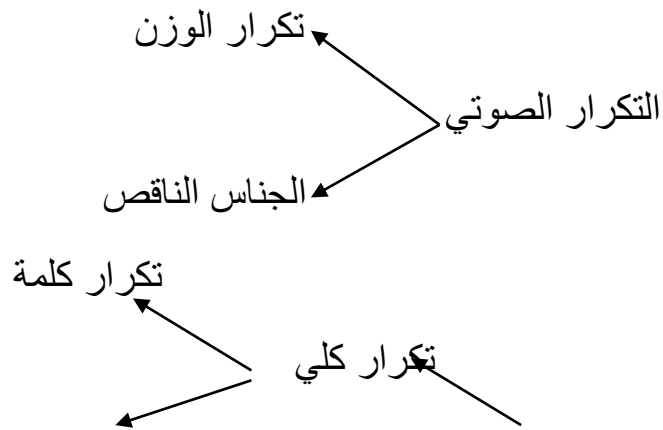 تكرار الوزن
التكرار الصوتي
الجناس الناقص
تكرار كلمة
تكرار كلي